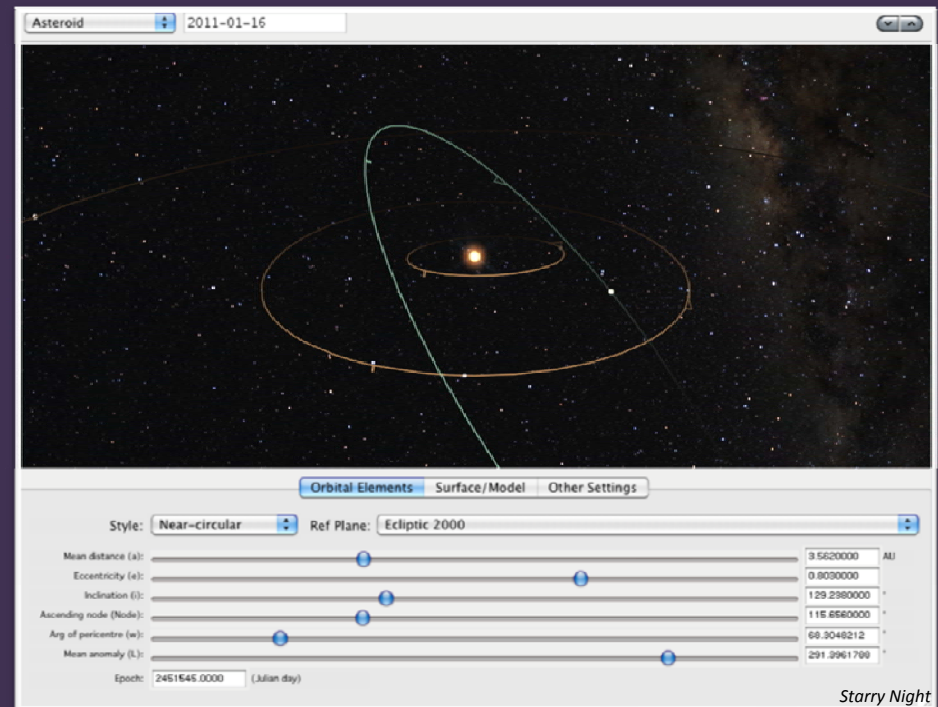 Asteroid 2011-01-16
Orbital Elements Surface/Model Other Settings
Style: Near-circular Ref Plane: Ecliptic 2000
Mean distance (a): 3.5620000 AU
Eccentricity (e): 0.8030000
Inclination (i): 129.2380000 °
Ascending node (Node): 115.6560000 °
Arg of pericentre (w): 68.3048212 °
Mean anomaly (L): 291.3961788 °
Epoch: 2451545.0000 (Julian day)
Starry Night